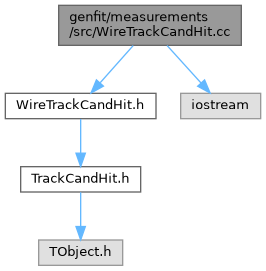 genfit/measurements
/src/WireTrackCandHit.cc
WireTrackCandHit.h
iostream
TrackCandHit.h
TObject.h